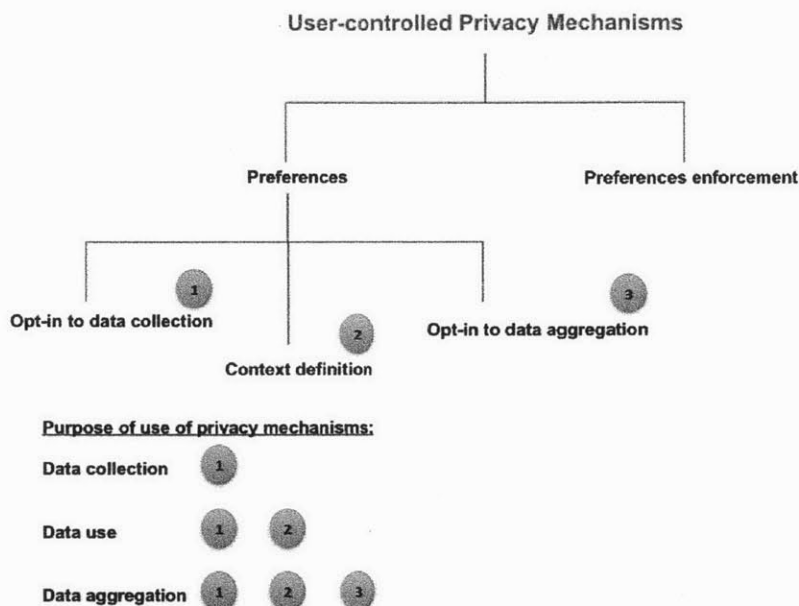 User-controlled Privacy Mechanisms
Preferences
Preferences enforcement
1
3
Opt-in to data collection
2
Opt-in to data aggregation
Context definition
Purpose of use of privacy mechanisms:
Data collection 1
Data use 1 2
Data aggregation 1 2 3